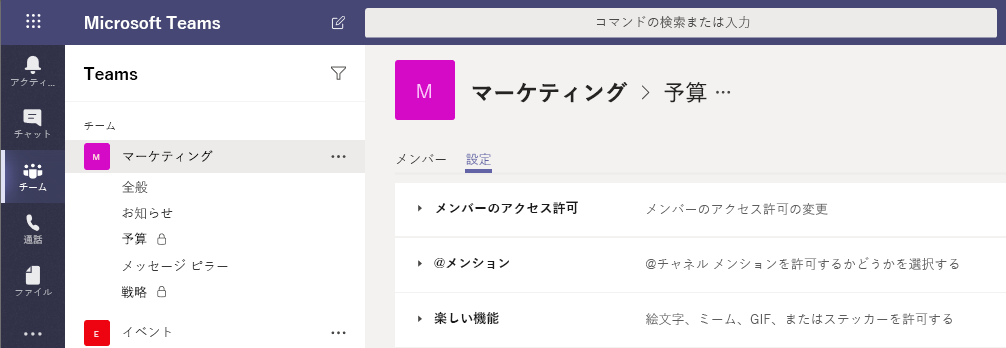 Microsoft Teams
コマンドの検索または入力
アクティ...
チャット
チーム
通話
ファイル
Teams
チーム
M マーケティング
全般
お知らせ
予算
メッセージ ピラー
戦略
E イベント
M マーケティング > 予算 ...
メンバー 設定
メンバーのアクセス許可 メンバーのアクセス許可の変更
@メンション @チャネル メンションを許可するかどうかを選択する
楽しい機能 絵文字、ミーム、GIF、またはステッカーを許可する